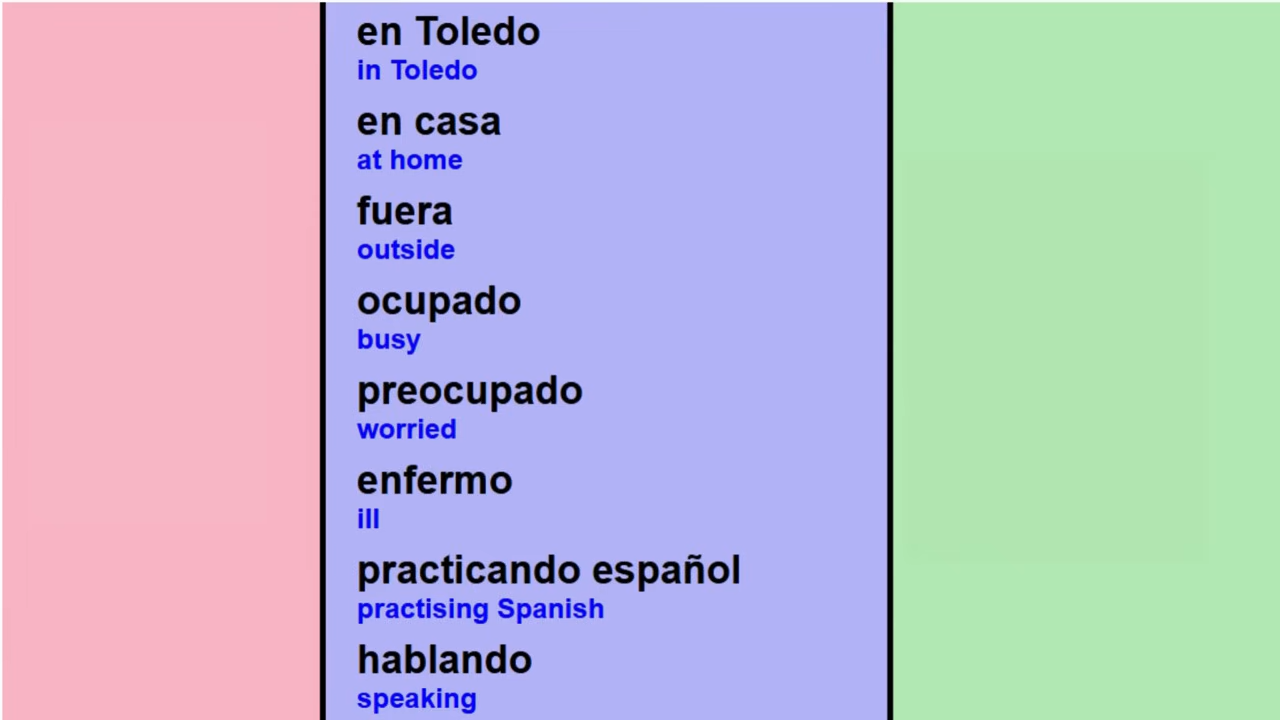 en Toledo
in Toledo
en casa
at home
fuera
outside
ocupado
busy
preocupado
worried
enfermo
ill
practicando español
practising Spanish
hablando
speaking